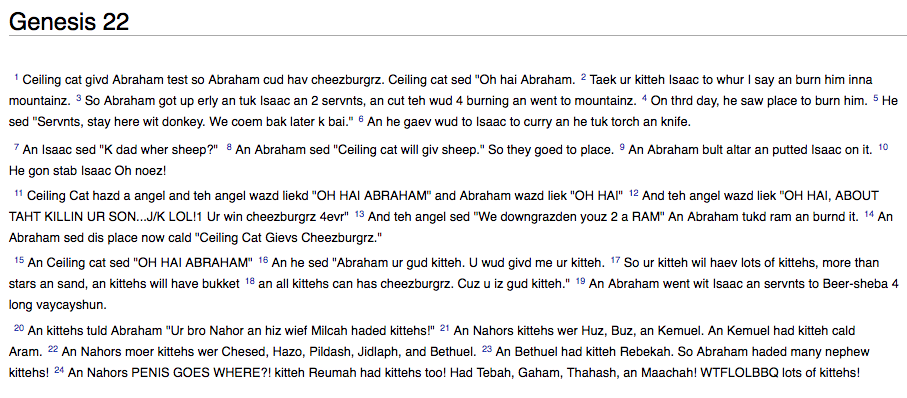 Genesis 22
1 Ceiling cat givd Abraham test so Abraham cud hav cheezburgrz. Ceiling cat sed "Oh hai Abraham. 2 Taek ur kitteh Isaac to whur I say an burn him inna
mountainz. 3 So Abraham got up erly an tuk Isaac an 2 servnts, an cut teh wud 4 burning an went to mountainz. 4 On thrd day, he saw place to burn him. 5 He
sed "Servnts, stay here wit donkey. We coem bak later k bai." 6 An he gaev wud to Isaac to curry an he tuk torch an knife.
7 An Isaac sed "K dad wher sheep?" 8 An Abraham sed "Ceiling cat will giv sheep." So they goed to place. 9 An Abraham bult altar an putted Isaac on it. 10
He gon stab Isaac Oh noez!
11 Ceiling Cat hazd a angel and teh angel wazd liekd "OH HAI ABRAHAM" and Abraham wazd liek "OH HAI" 12 And teh angel wazd liek "OH HAI, ABOUT
TAHT KILLIN UR SON...J/K LOL!1 Ur win cheezburgrz 4evr" 13 And teh angel sed "We downgrazden youz 2 a RAM" An Abraham tukd ram an burnd it. 14 An
Abraham sed dis place now cald "Ceiling Cat Gievs Cheezburgrz."
15 An Ceiling cat sed "OH HAI ABRAHAM" 16 An he sed "Abraham ur gud kitteh. U wud givd me ur kitteh. 17 So ur kitteh wil haev lots of kittehs, more than
stars an sand, an kittehs will have bukket 18 an all kittehs can has cheezburgrz. Cuz u iz gud kitteh." 19 An Abraham went wit Isaac an servnts to Beer-sheba 4
long vaycayshun.
20 An kittehs tuld Abraham "Ur bro Nahor an hiz wief Milcah haded kittehs!" 21 An Nahors kittehs wer Huz, Buz, an Kemuel. An Kemuel had kitteh cald
Aram. 22 An Nahors moer kittehs wer Chesed, Hazo, Pildash, Jidlaph, and Bethuel. 23 An Bethuel had kitteh Rebekah. So Abraham haded many nephew
kittehs! 24 An Nahors PENIS GOES WHERE?! kitteh Reumah had kittehs too! Had Tebah, Gaham, Thahash, an Maachah! WTFLOLBBQ lots of kittehs!